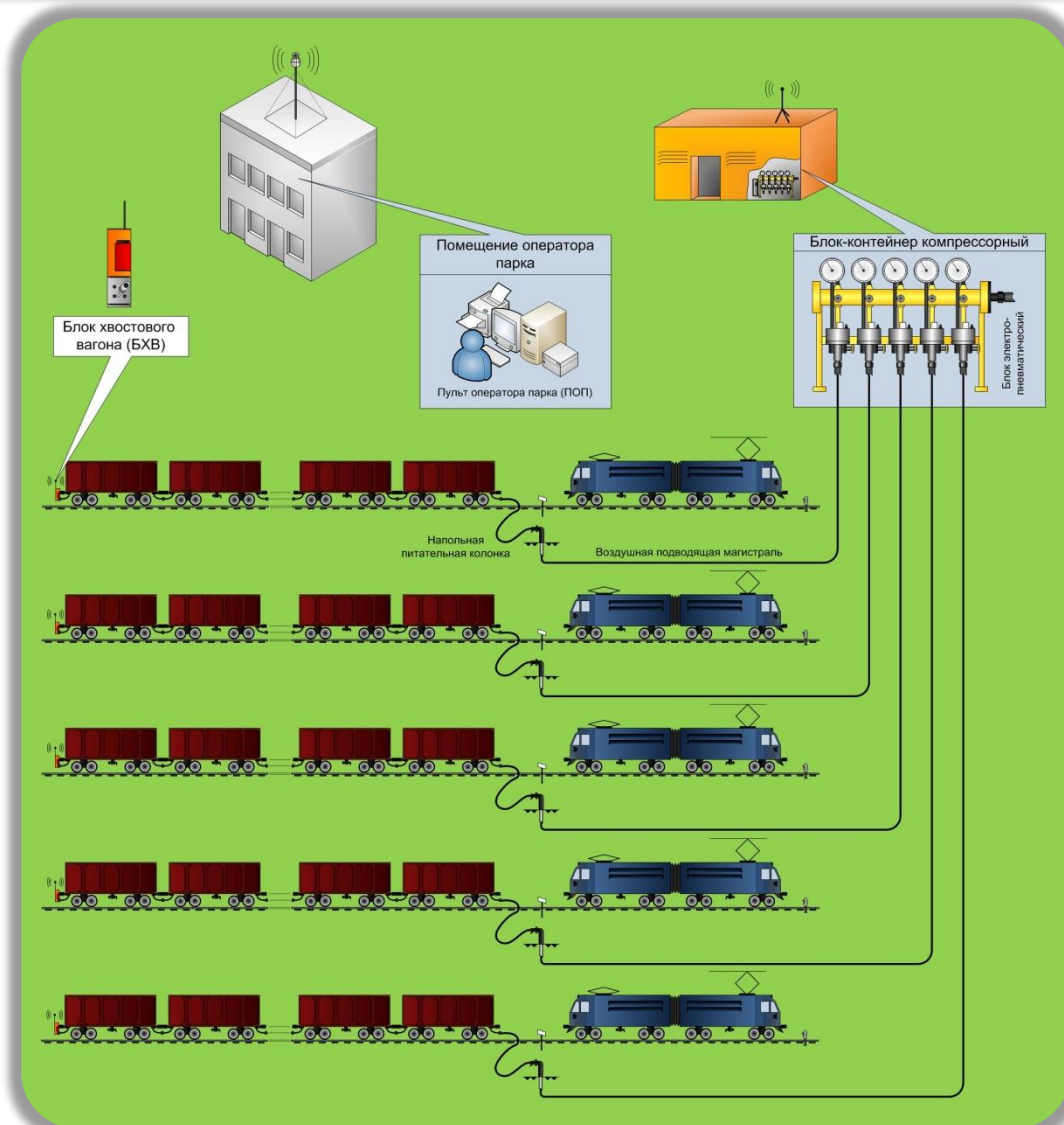 Помещение оператора
парка
Пульт оператора парка (ПОП)
Блок-контейнер компрессорный
Блок электро-
пневматический
Блок хвостового
вагона (БХВ)
Напольная
питательная колонка
Воздушная подводящая магистраль